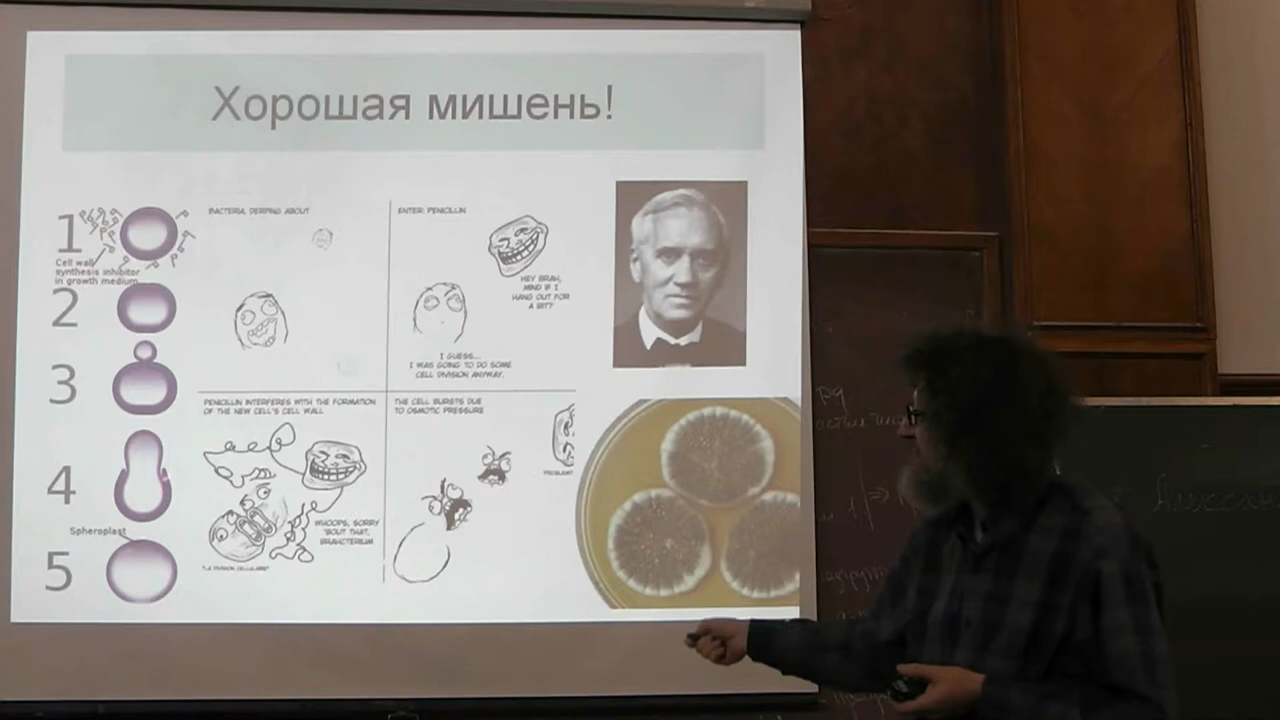 Хорошая мишень!
1
Cell wall
synthesis inhibitor
in growth medium
2
3
4
Spheroplast
5
BACTERIA, DERPING ABOUT
ENTER: PENICILLIN
HEY BRAH,
MIND IF I
HANG OUT FOR
A BIT?
I GUESS...
I WAS GOING TO DO SOME
CELL DIVISION ANYWAY.
PENICILLIN INTERFERES WITH THE FORMATION
OF THE NEW CELL'S CELL WALL
WHOOPS, SORRY
'BOUT THAT,
BRAHCTERIUM
THE CELL BURSTS DUE
TO OSMOTIC PRESSURE
PROBLEM?